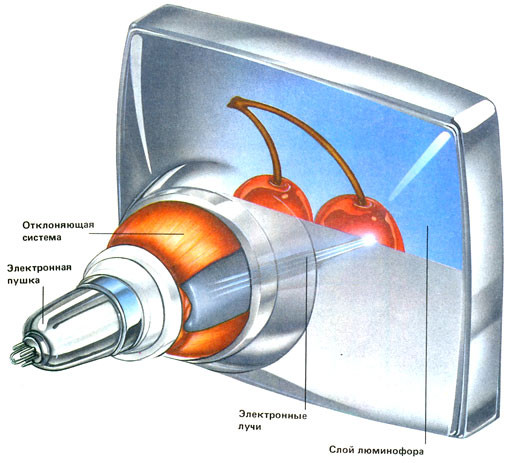 Отклоняющая
система
Электронная
пушка
Электронные
лучи
Слой люминофора